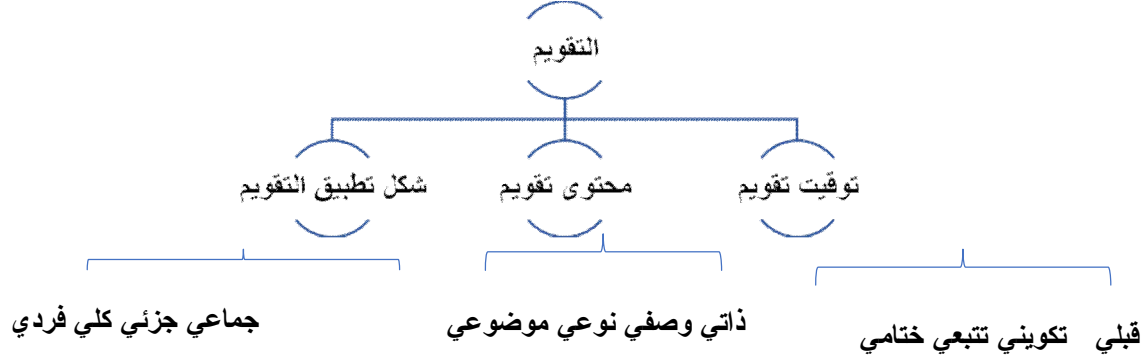 التقويم
توقيت تقويم
محتوى تقويم
شكل تطبيق التقويم
قبلي تكويني تتبعي ختامي
ذاتي وصفي نوعي موضوعي
جماعي جزئي كلي فردي